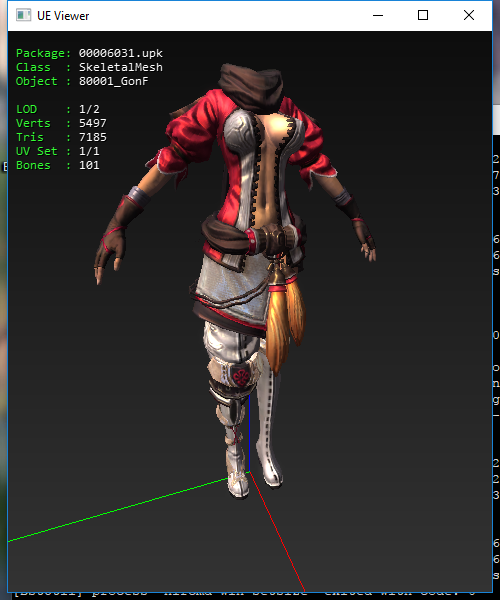 UE Viewer
Package: 00006031.upk
Class : SkeletalMesh
Object : 80001_GonF
LOD : 1/2
Verts : 5497
Tris : 7185
UV Set : 1/1
Bones : 101